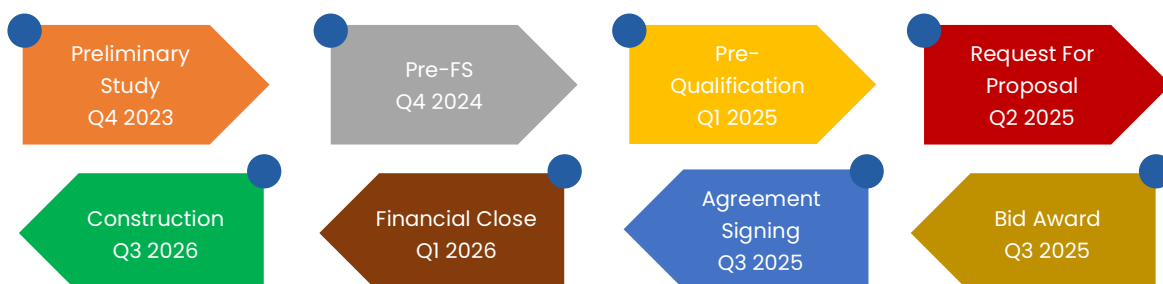 Preliminary
Study
Q4 2023
Pre-FS
Q4 2024
Pre-
Qualification
Q1 2025
Request For
Proposal
Q2 2025
Bid Award
Q3 2025
Agreement
Signing
Q3 2025
Financial Close
Q1 2026
Construction
Q3 2026